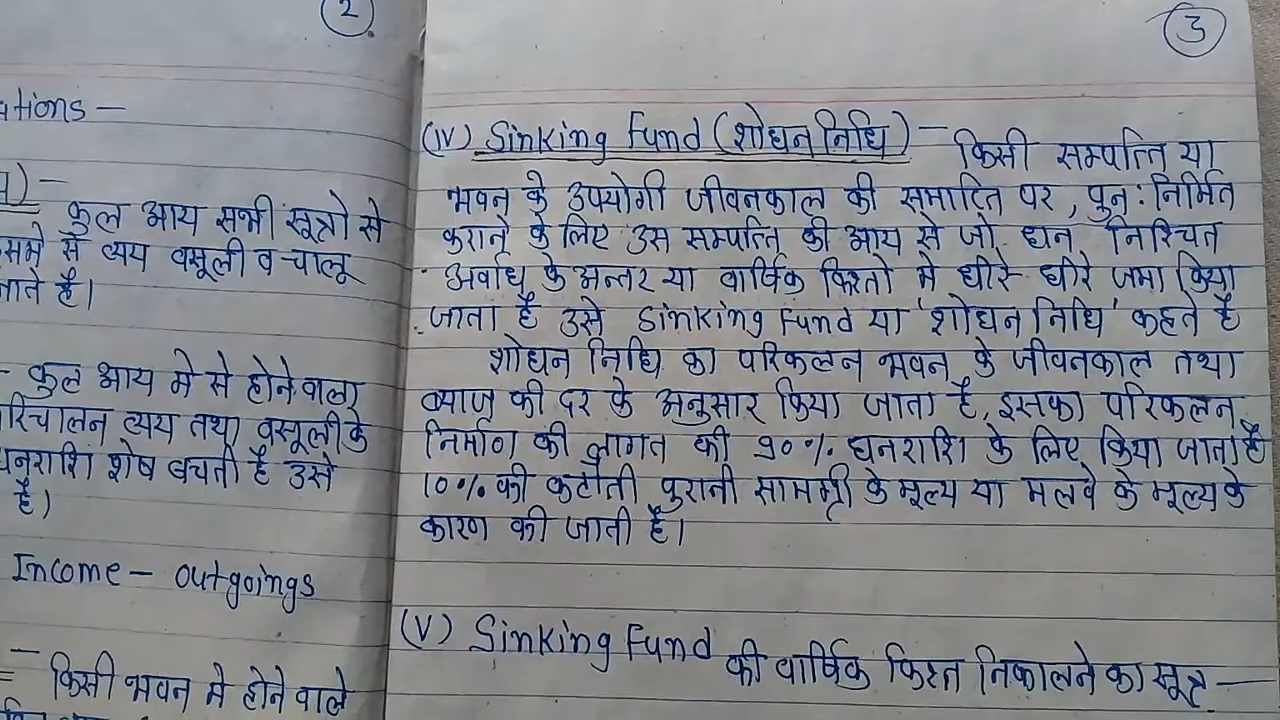 2
ations —
) —
कुल आय सभी सूत्रो से
समे से व्यय वसूली व चालू
जाते है।
- कुल आय मे से होने वाला
रिचालन व्यय तथा वसूली के
धनराशि शेष बचती है उसे
है)
Income — outgoings
— किसी भवन मे होने वाले
3
(IV) Sinking Fund (शोधन निधि) — किसी सम्पत्ति या
भवन के उपयोगी जीवनकाल की समाप्ति पर, पुन: निर्मित
कराने के लिए उस सम्पत्ति की आय से जो धन निश्चित
अवधि के अन्तर या वार्षिक किश्तो मे धीरे धीरे जमा किया
जाता है उसे Sinking Fund या 'शोधन निधि' कहते है
शोधन निधि का परिकलन भवन के जीवनकाल तथा
ब्याज की दर के अनुसार किया जाता है, इसका परिकलन
निर्माण की लागत की 90% धनराशि के लिए किया जाता है
10% की कटौती पुरानी सामग्री के मूल्य या मलवे के मूल्य के
कारण की जाती है।
(V) Sinking Fund की वार्षिक किश्त निकालने का सूत्र —